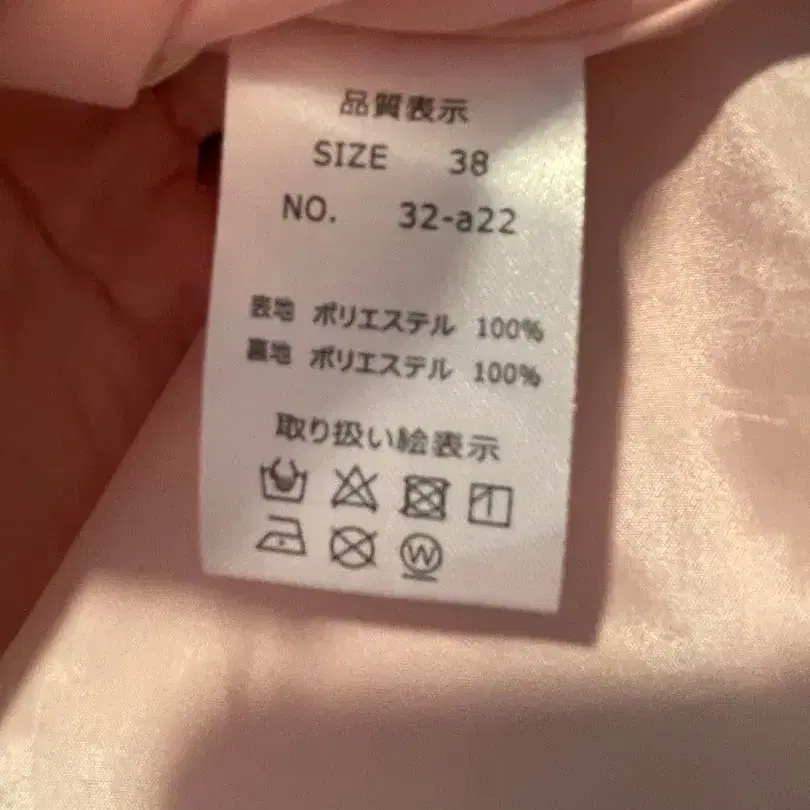 品質表示
SIZE 38
NO. 32-a22
表地 ポリエステル 100%
裏地 ポリエステル 100%
取り扱い絵表示
W